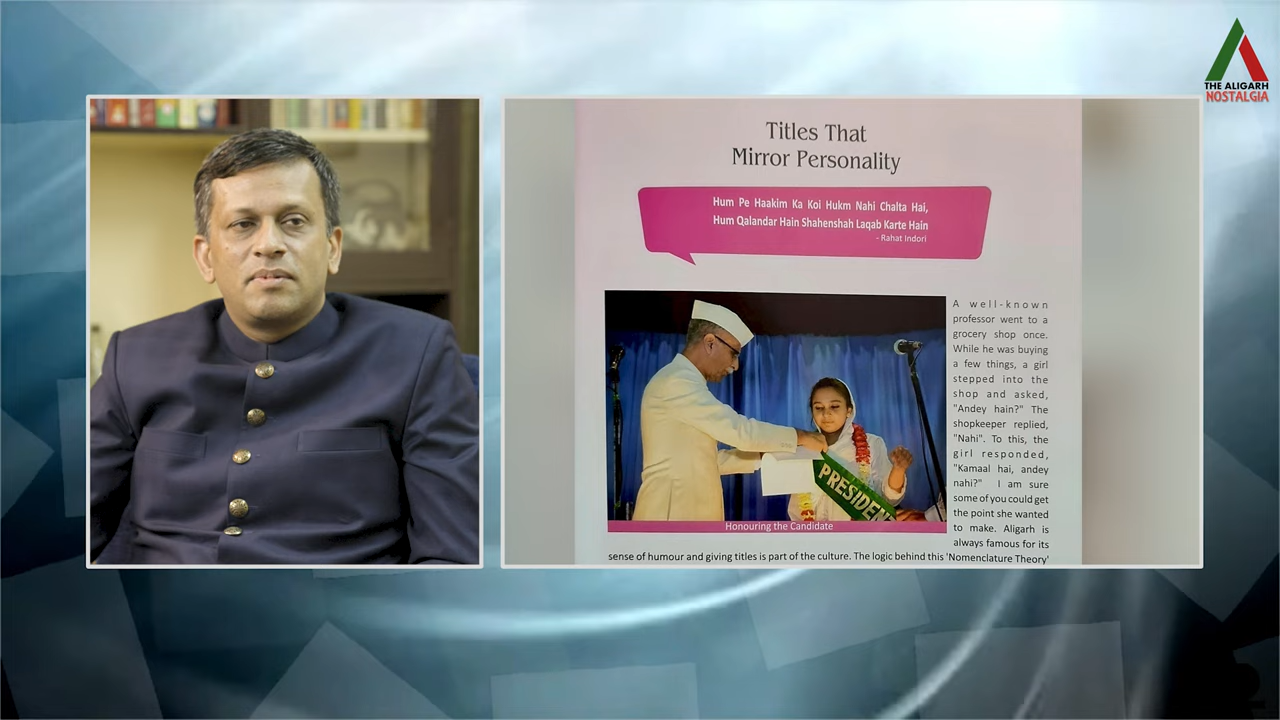 THE ALIGARH
NOSTALGIA
Titles That
Mirror Personality
Hum Pe Haakim Ka Koi Hukm Nahi Chalta Hai,
Hum Qalandar Hain Shahenshah Laqab Karte Hain
- Rahat Indori
PRESIDENT
Honouring the Candidate
A well-known
professor went to a
grocery shop once.
While he was buying
a few things, a girl
stepped into the
shop and asked,
"Andey hain?" The
shopkeeper replied,
"Nahi". To this, the
girl responded,
"Kamaal hai, andey
nahi?" I am sure
some of you could get
the point she wanted
to make. Aligarh is
always famous for its
sense of humour and giving titles is part of the culture. The logic behind this 'Nomenclature Theory'